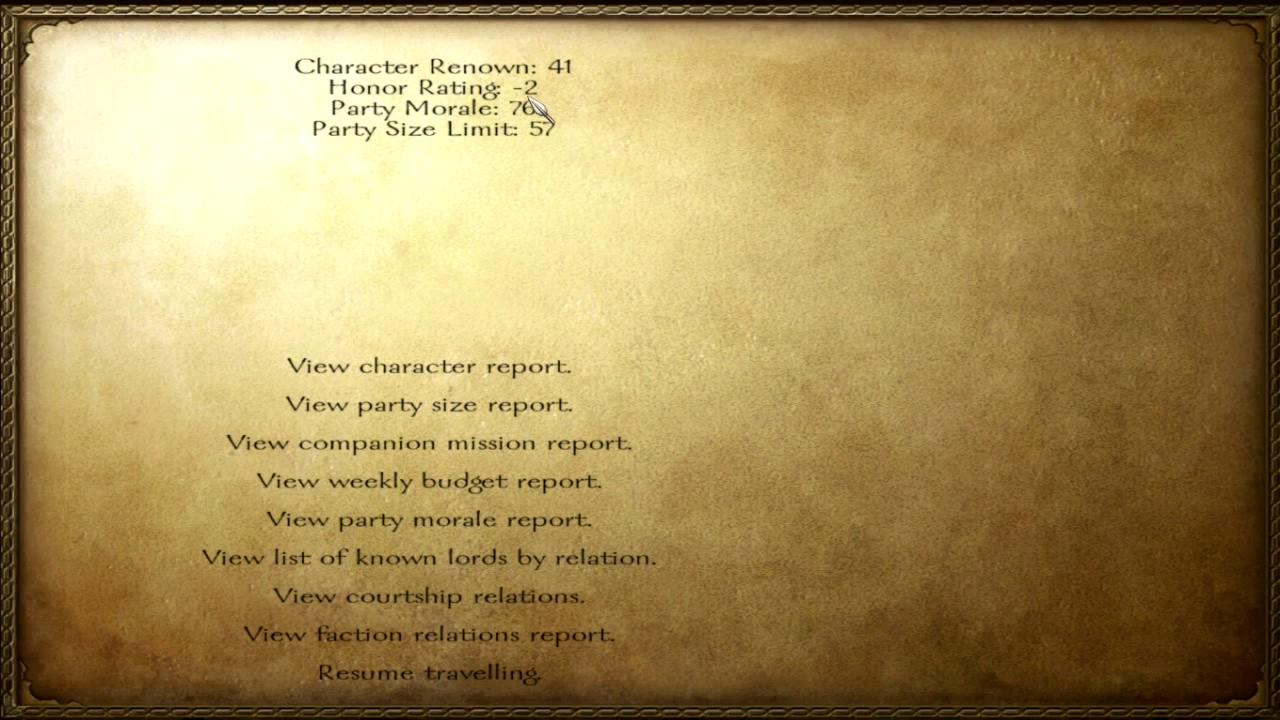 Character Renown: 41
Honor Rating: -2
Party Morale: 76
Party Size Limit: 57
View character report.
View party size report.
View companion mission report.
View weekly budget report.
View party morale report.
View list of known lords by relation.
View courtship relations.
View faction relations report.
Resume travelling.